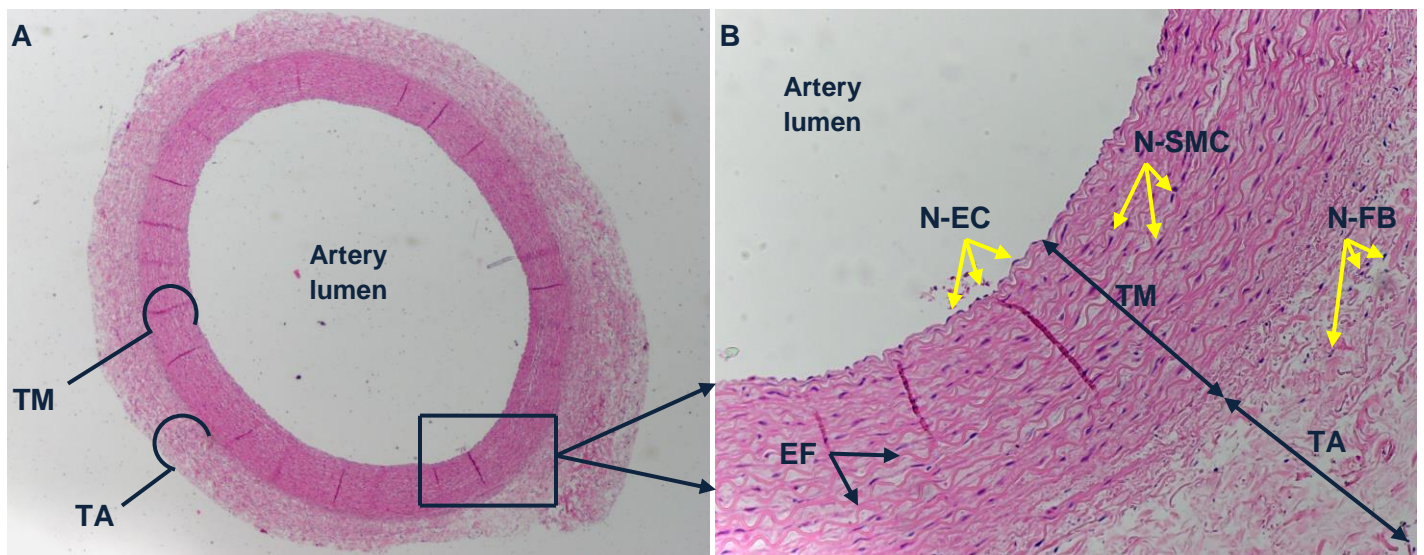 A
Artery
lumen
TM
TA
B
Artery
lumen
N-SMC
N-EC
N-FB
TM
EF
TA